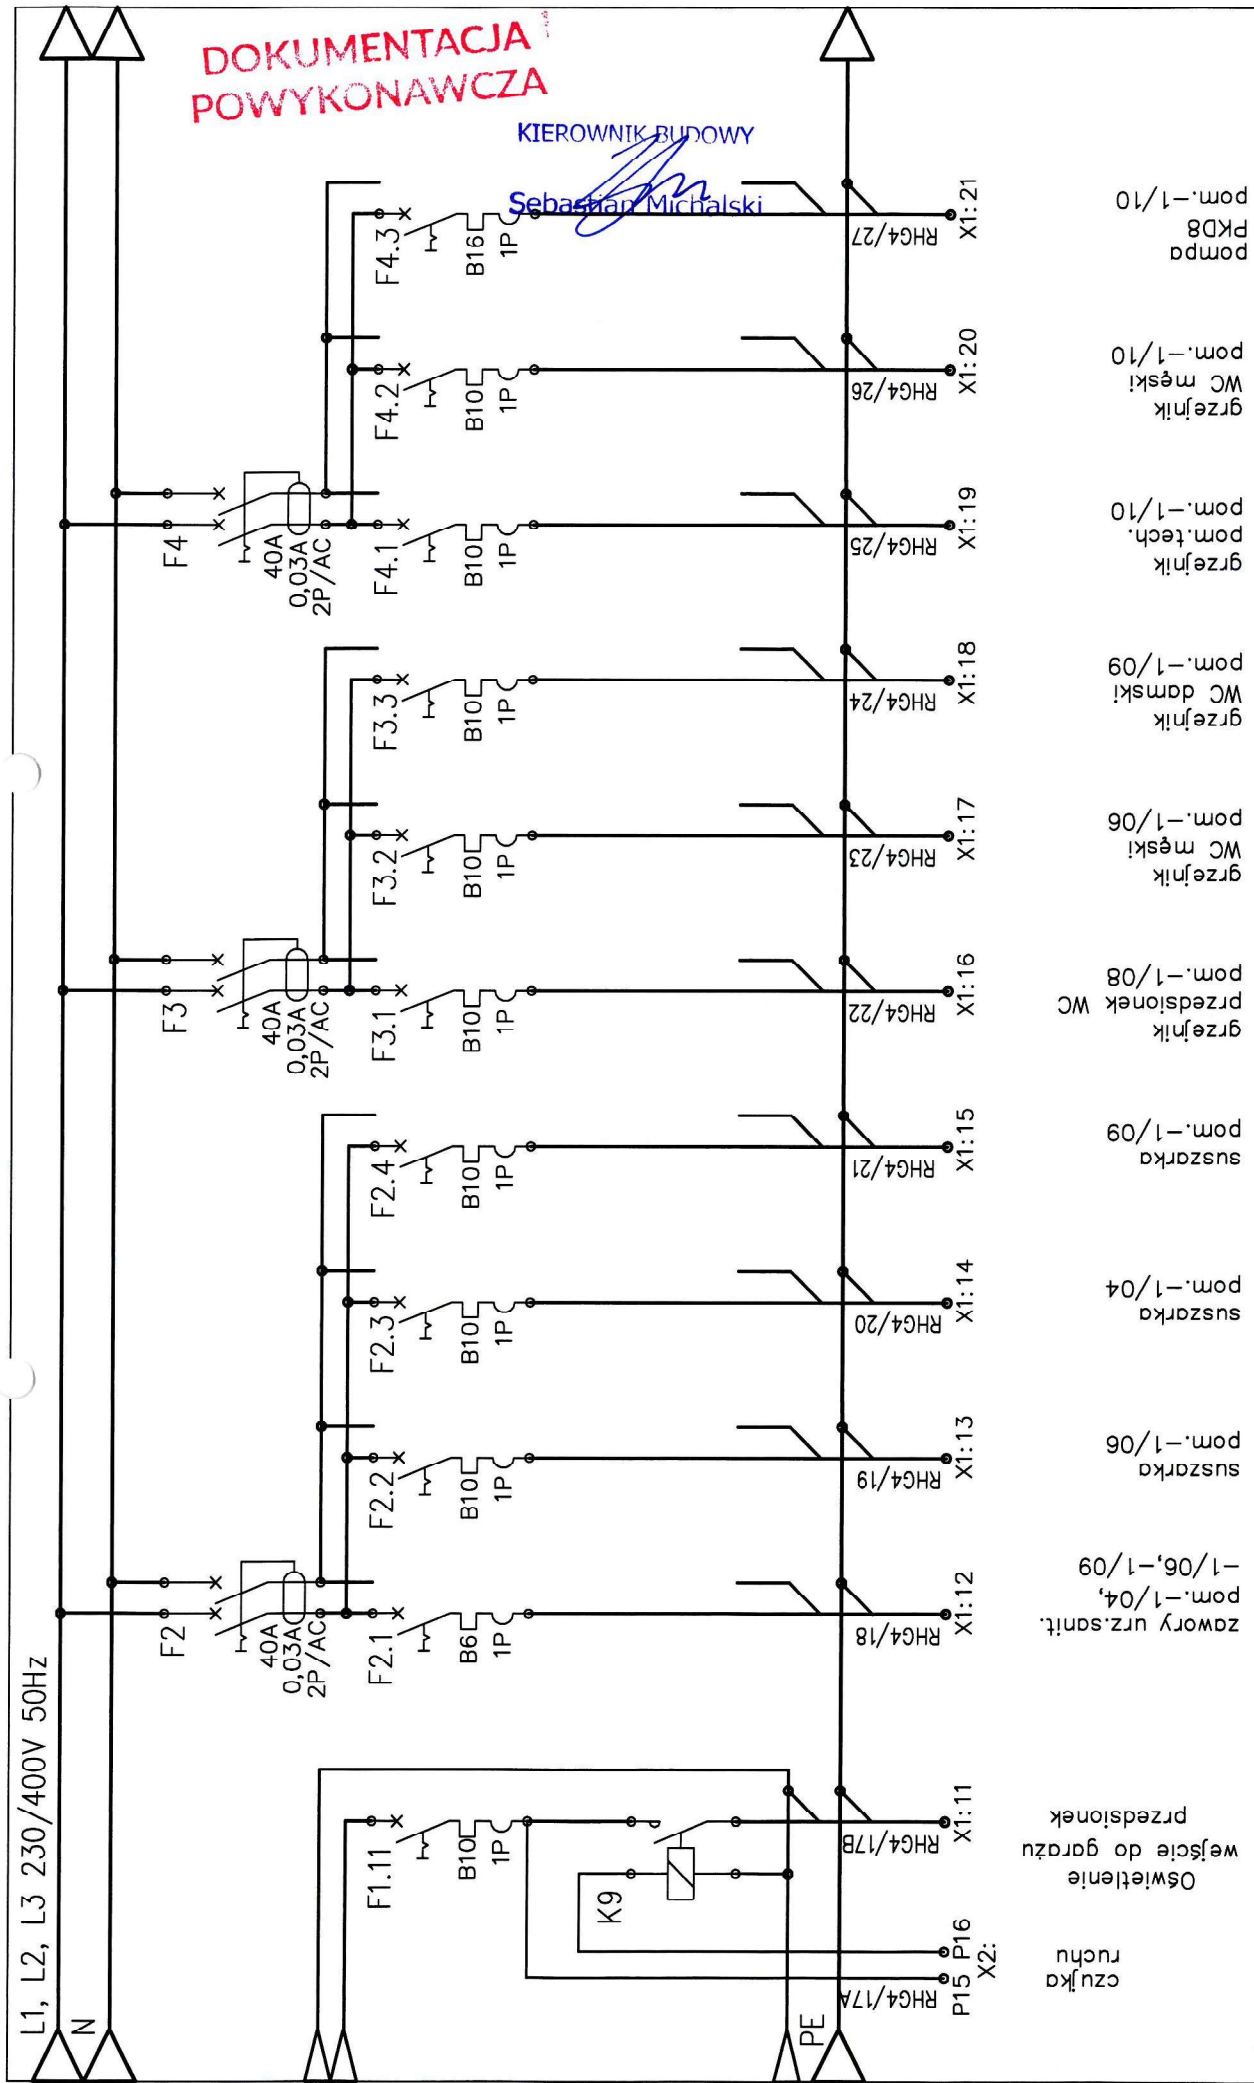 DOKUMENTACJA
POWYKONAWCZA
KIEROWNIK BUDOWY
Sebastian Michalski
L1, L2, L3 230/400V 50Hz
N
PE
F1.11
B10
1P
K9
RHG4/17A
P15
P16
X2:
czujka
ruchu
RHG4/17B
X1:11
Oświetlenie
wejście do garażu
przedsionek
F2
40A
0,03A
2P/AC
F2.1
B6
1P
RHG4/18
X1:12
zawory urz.sanit.
pom.-1/04,
-1/06,-1/09
F2.2
B10
1P
RHG4/19
X1:13
suszarka
pom.-1/06
F2.3
B10
1P
RHG4/20
X1:14
suszarka
pom.-1/04
F2.4
B10
1P
RHG4/21
X1:15
suszarka
pom.-1/09
F3
40A
0,03A
2P/AC
F3.1
B10
1P
RHG4/22
X1:16
grzejnik
przedsionek WC
pom.-1/08
F3.2
B10
1P
RHG4/23
X1:17
grzejnik
WC męski
pom.-1/06
F3.3
B10
1P
RHG4/24
X1:18
grzejnik
WC damski
pom.-1/09
F4
40A
0,03A
2P/AC
F4.1
B10
1P
RHG4/25
X1:19
grzejnik
pom.tech.
pom.-1/10
F4.2
B10
1P
RHG4/26
X1:20
grzejnik
WC męski
pom.-1/10
F4.3
B16
1P
RHG4/27
X1:21
pompa
PKD8
pom.-1/10